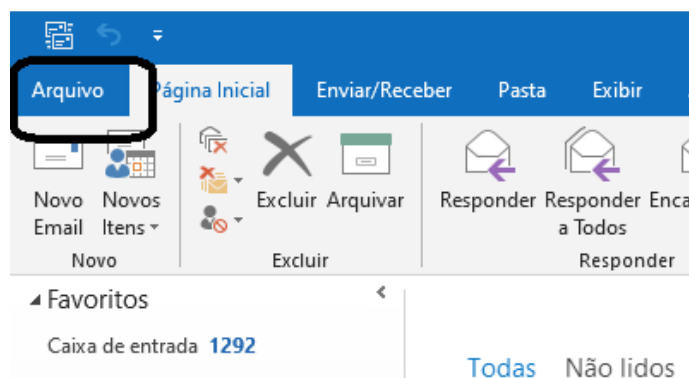 Arquivo Página Inicial Enviar/Receber Pasta Exibir
Novo Email
Novos Itens
Excluir Arquivar
Responder Responder a Todos
Novo Excluir Responder
Favoritos
Caixa de entrada 1292
Todas Não lidos